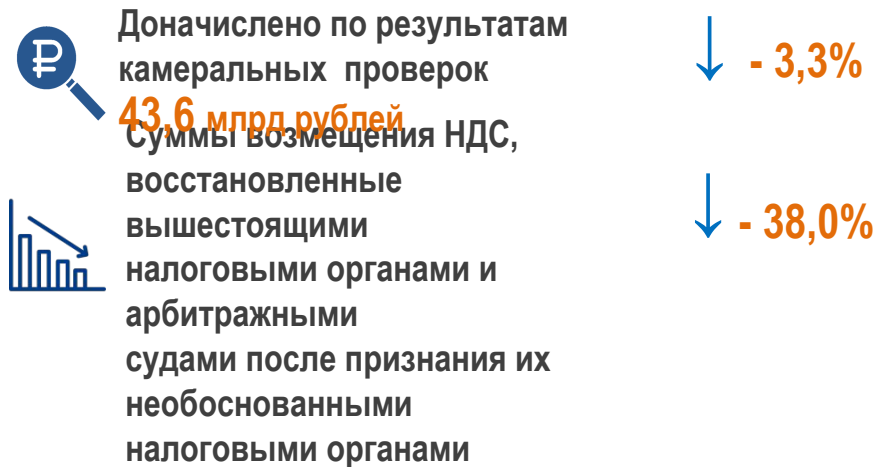 Доначислено по результатам
камеральных проверок
43,6 млрд рублей
- 3,3%
Суммы возмещения НДС,
восстановленные
вышестоящими
налоговыми органами и
арбитражными
судами после признания их
необоснованными
налоговыми органами
- 38,0%